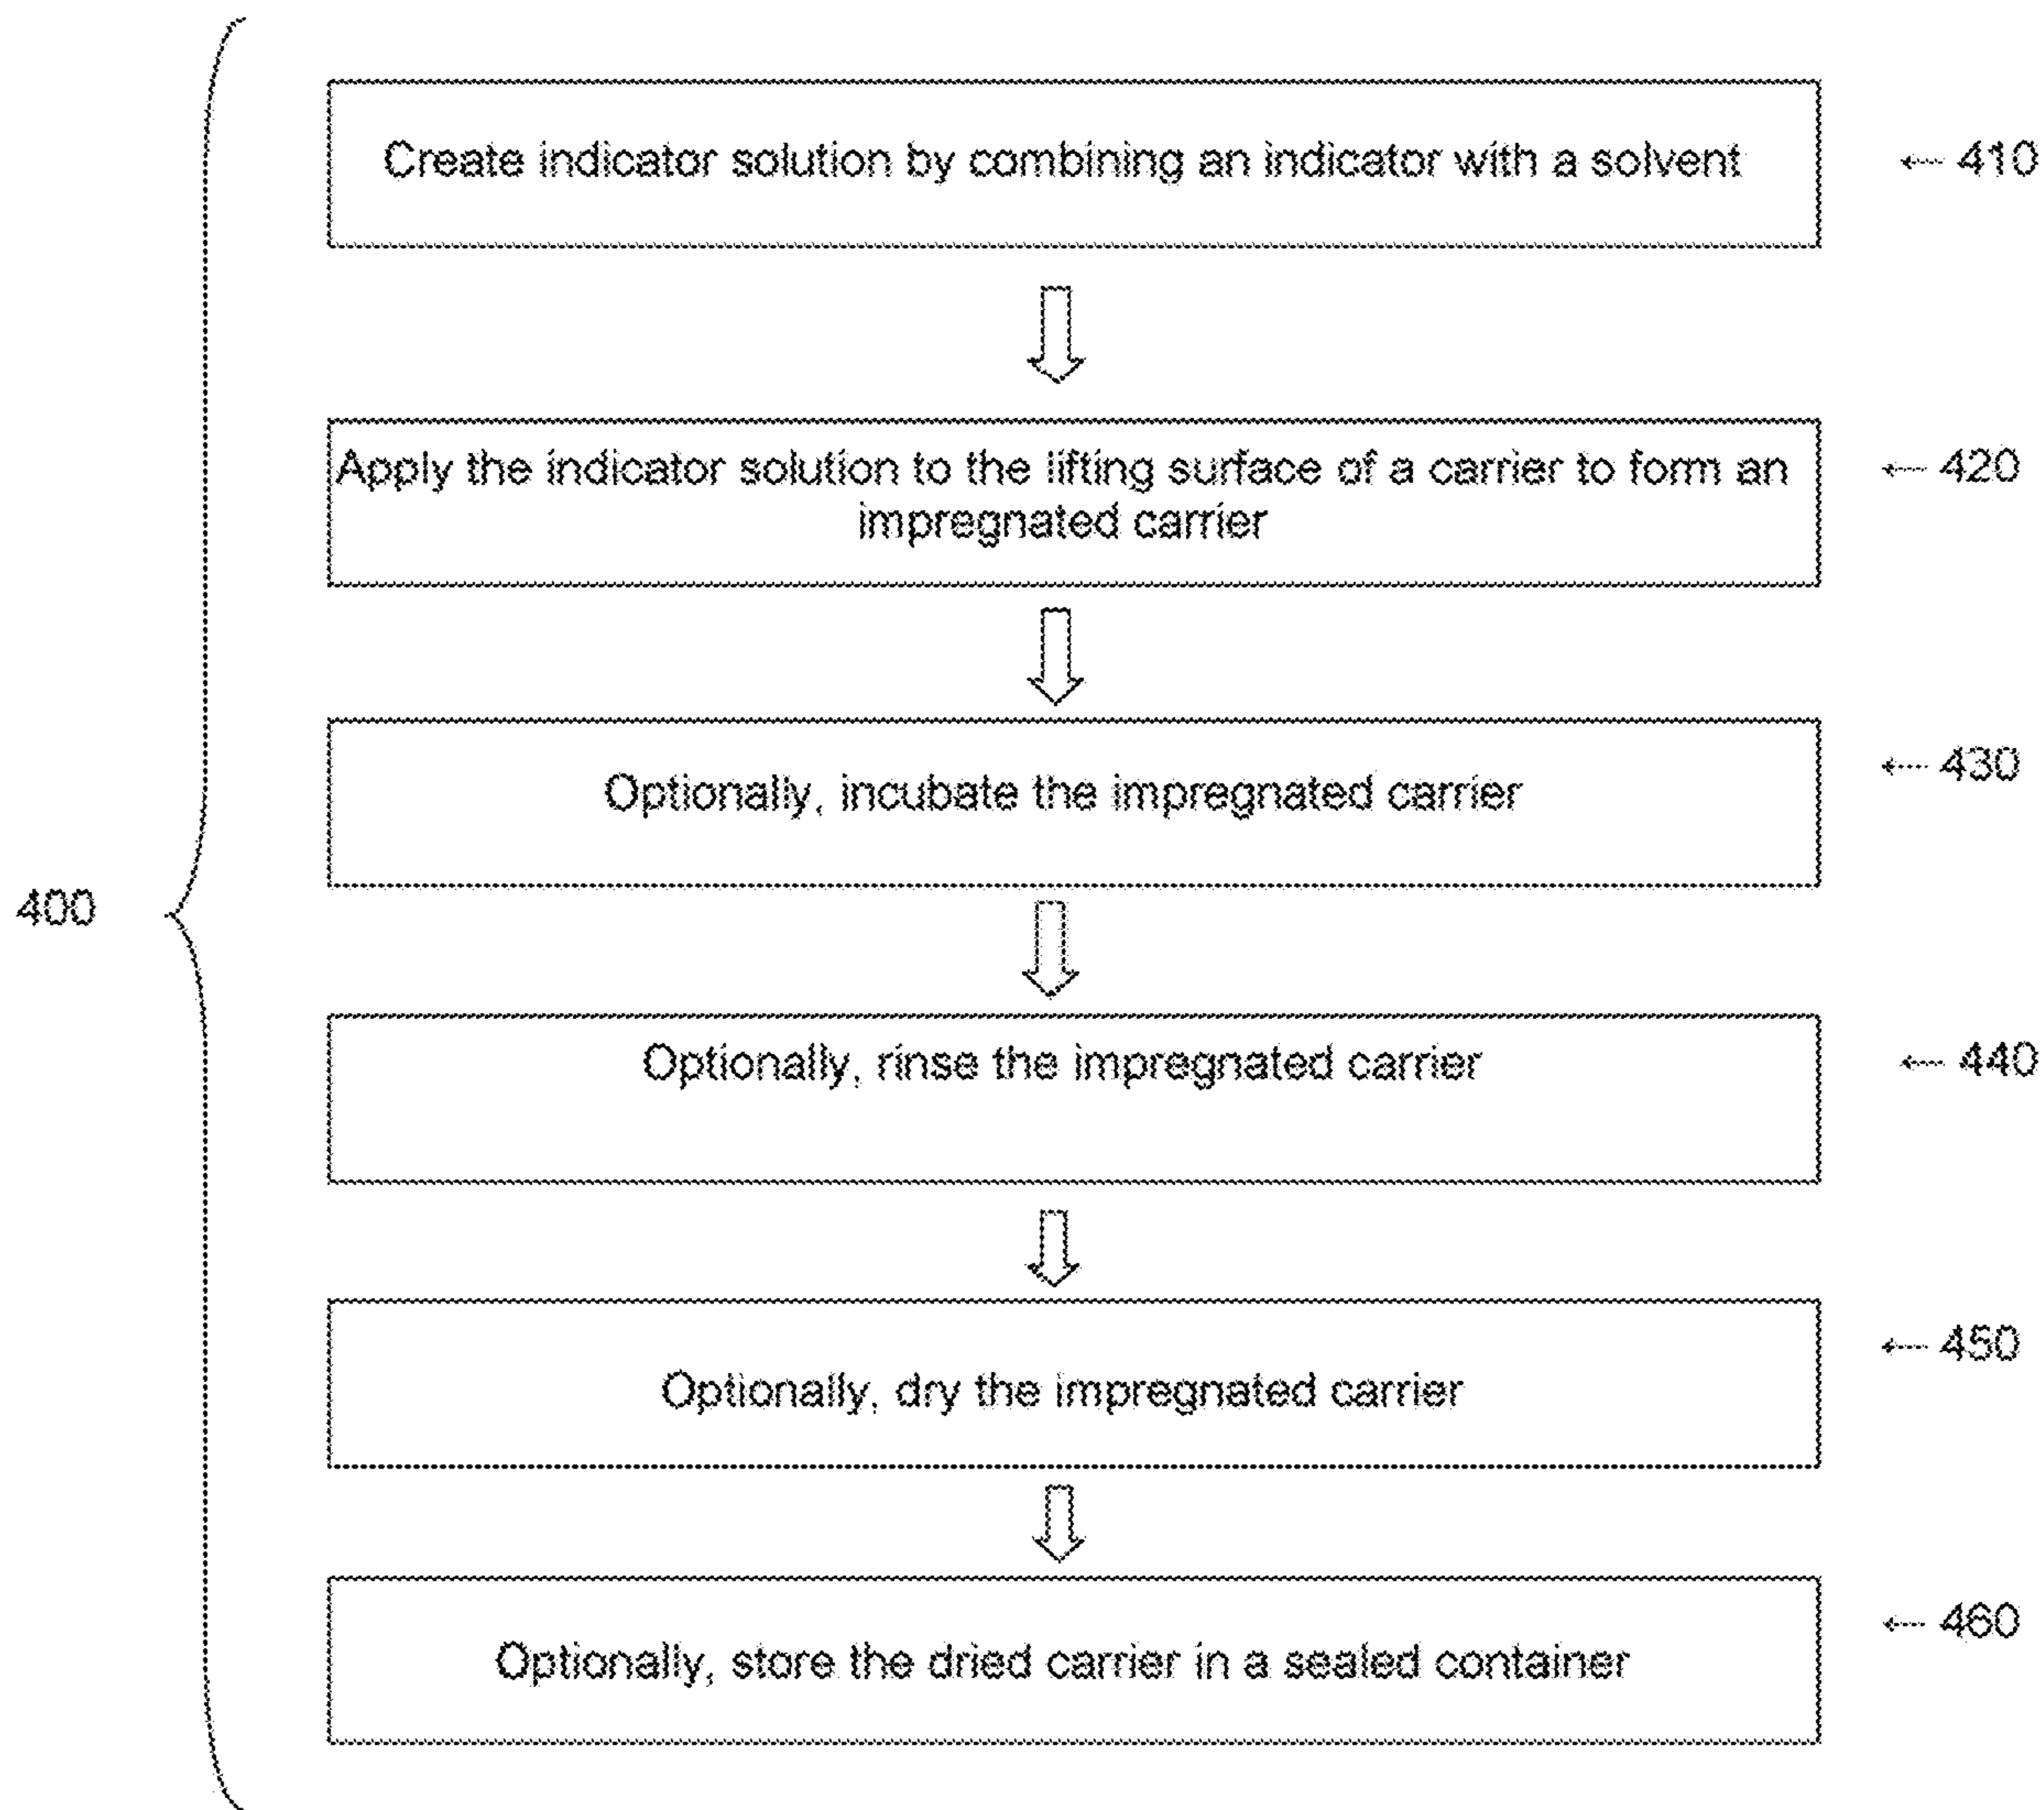 Create indicator solution by combining an indicator with a solvent
← 410
Apply the indicator solution to the lifting surface of a carrier to form an
impregnated carrier
← 420
Optionally, incubate the impregnated carrier
← 430
400
Optionally, rinse the impregnated carrier
← 440
Optionally, dry the impregnated carrier
← 450
Optionally, store the dried carrier in a sealed container
← 460